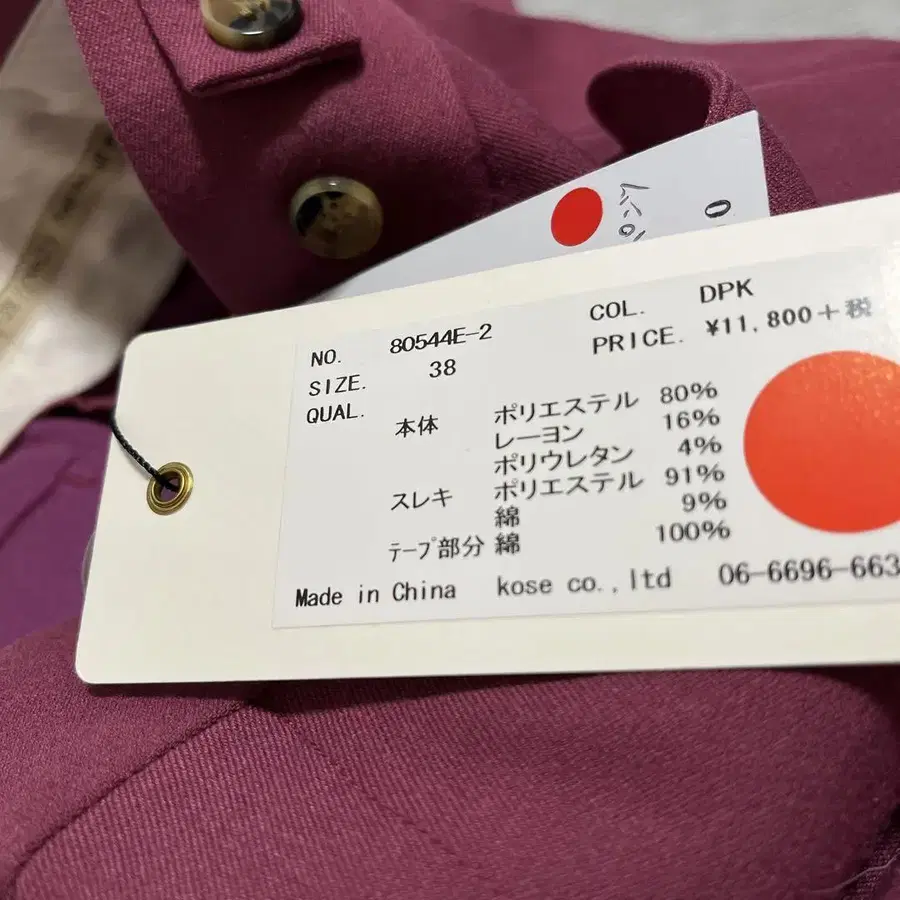 NO. 80544E-2 COL. DPK
SIZE. 38 PRICE. ¥11,800+税
QUAL.
本体 ポリエステル 80%
レーヨン 16%
ポリウレタン 4%
スレキ ポリエステル 91%
綿 9%
テープ部分 綿 100%
Made in China kose co.,ltd 06-6696-663